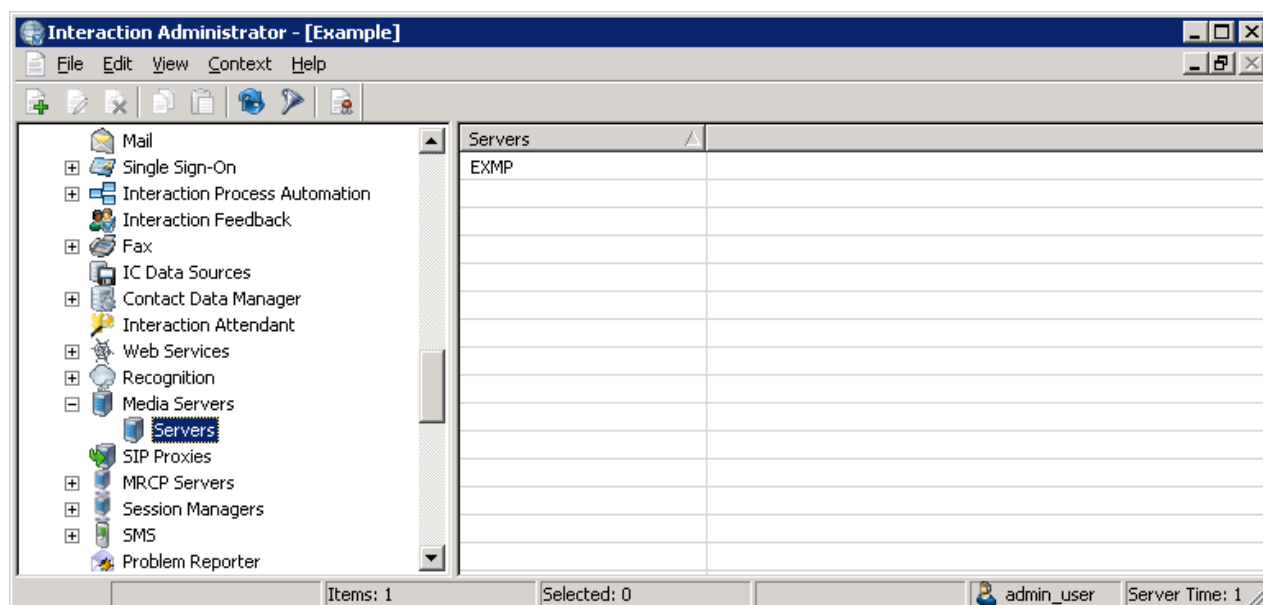 Interaction Administrator - [Example]
File Edit View Context Help
Mail
Single Sign-On
Interaction Process Automation
Interaction Feedback
Fax
IC Data Sources
Contact Data Manager
Interaction Attendant
Web Services
Recognition
Media Servers
Servers
SIP Proxies
MRCP Servers
Session Managers
SMS
Problem Reporter
Servers
EXMP
Items: 1 Selected: 0 admin_user Server Time: 1